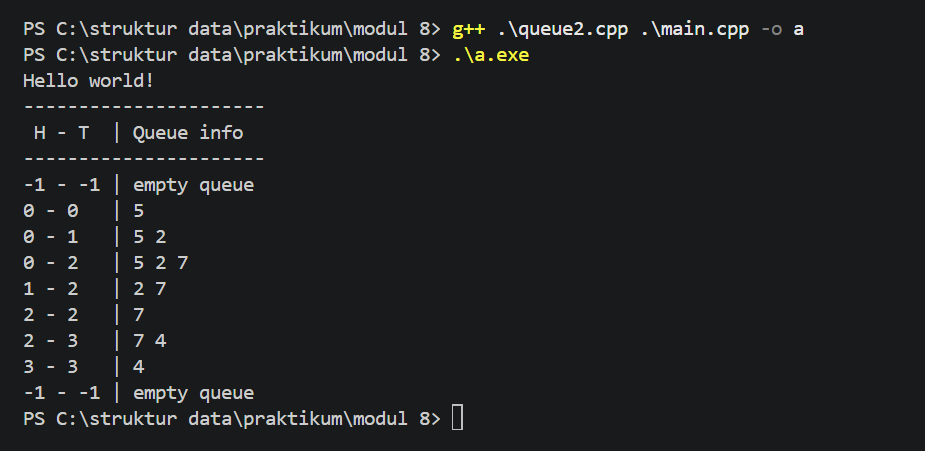 PS C:\struktur data\praktikum\modul 8> g++ .\queue2.cpp .\main.cpp -o a
PS C:\struktur data\praktikum\modul 8> .\a.exe
Hello world!
----------------------
 H - T  | Queue info
----------------------
-1 - -1 | empty queue
0 - 0   | 5
0 - 1   | 5 2
0 - 2   | 5 2 7
1 - 2   | 2 7
2 - 2   | 7
2 - 3   | 7 4
3 - 3   | 4
-1 - -1 | empty queue
PS C:\struktur data\praktikum\modul 8>